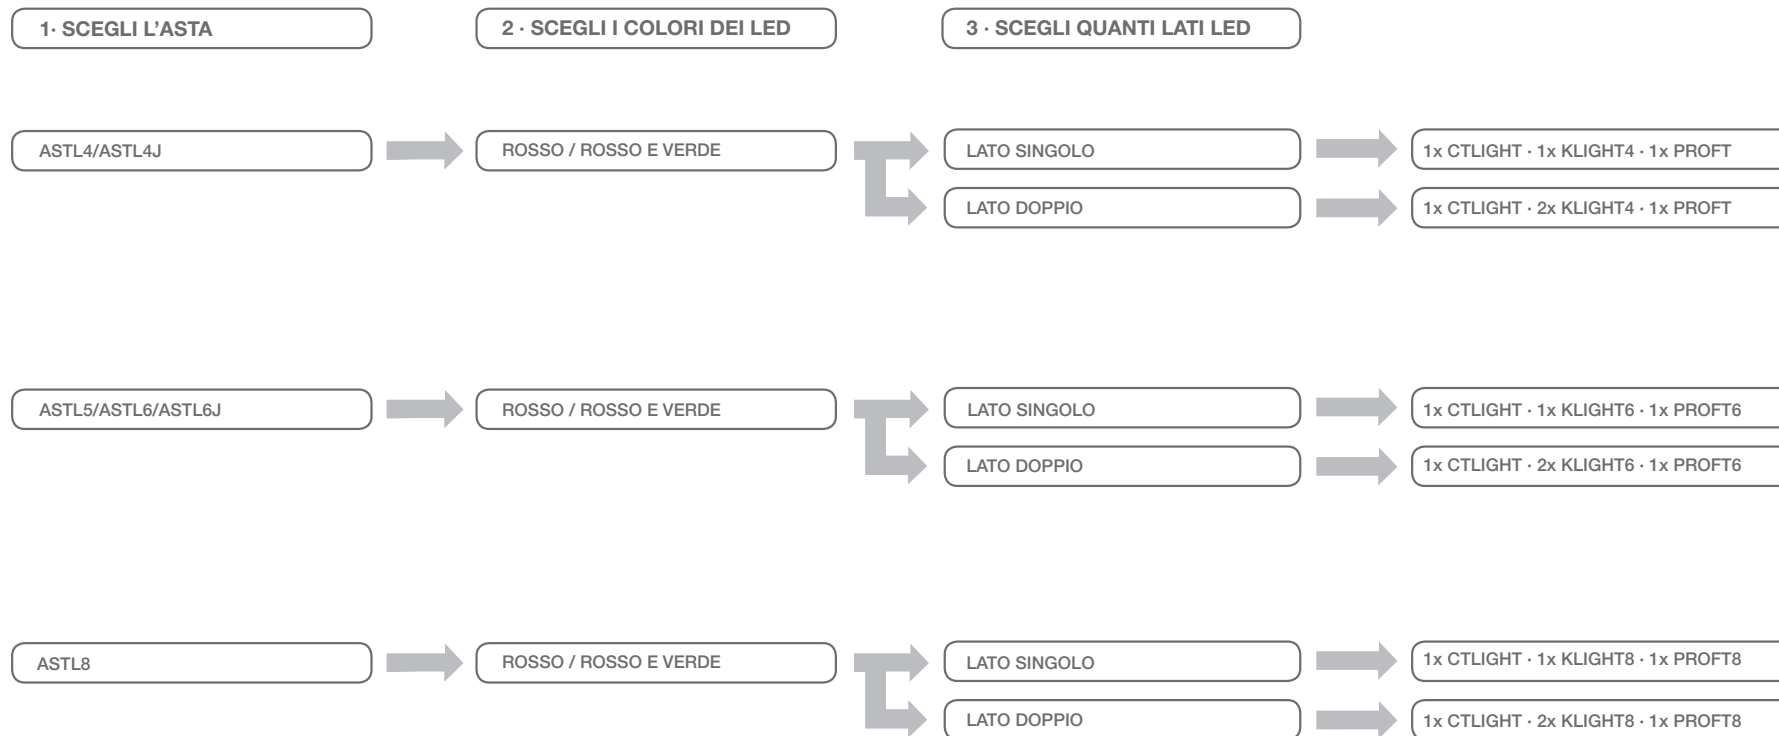 1· SCEGLI L’ASTA
2 · SCEGLI I COLORI DEI LED
3 · SCEGLI QUANTI LATI LED
ASTL4/ASTL4J
ROSSO / ROSSO E VERDE
LATO SINGOLO
1x CTLIGHT · 1x KLIGHT4 · 1x PROFT
LATO DOPPIO
1x CTLIGHT · 2x KLIGHT4 · 1x PROFT
ASTL5/ASTL6/ASTL6J
ROSSO / ROSSO E VERDE
LATO SINGOLO
1x CTLIGHT · 1x KLIGHT6 · 1x PROFT6
LATO DOPPIO
1x CTLIGHT · 2x KLIGHT6 · 1x PROFT6
ASTL8
ROSSO / ROSSO E VERDE
LATO SINGOLO
1x CTLIGHT · 1x KLIGHT8 · 1x PROFT8
LATO DOPPIO
1x CTLIGHT · 2x KLIGHT8 · 1x PROFT8